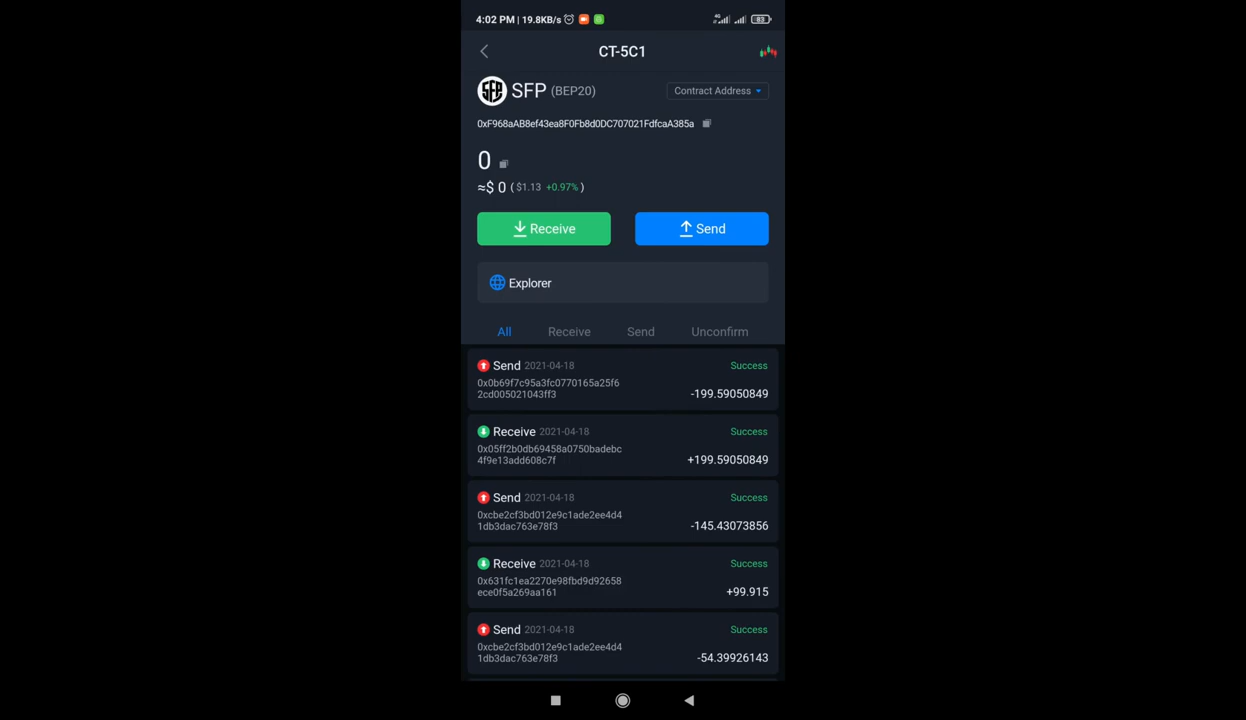 4:02 PM | 19.8KB/s 4G 83
CT-5C1
SFP SFP (BEP20) Contract Address
0xF968aAB8ef43ea8F0Fb8d0DC707021FdfcaA385a
0
≈$ 0 ( $1.13 +0.97% )
Receive Send
Explorer
All Receive Send Unconfirm
Send 2021-04-18 Success
0x0b69f7c95a3fc0770165a25f6
2cd005021043ff3 -199.59050849
Receive 2021-04-18 Success
0x05ff2b0db69458a0750badebc
4f9e13add608c7f +199.59050849
Send 2021-04-18 Success
0xcbe2cf3bd012e9c1ade2ee4d4
1db3dac763e78f3 -145.43073856
Receive 2021-04-18 Success
0x631fc1ea2270e98fbd9d92658
ece0f5a269aa161 +99.915
Send 2021-04-18 Success
0xcbe2cf3bd012e9c1ade2ee4d4
1db3dac763e78f3 -54.39926143